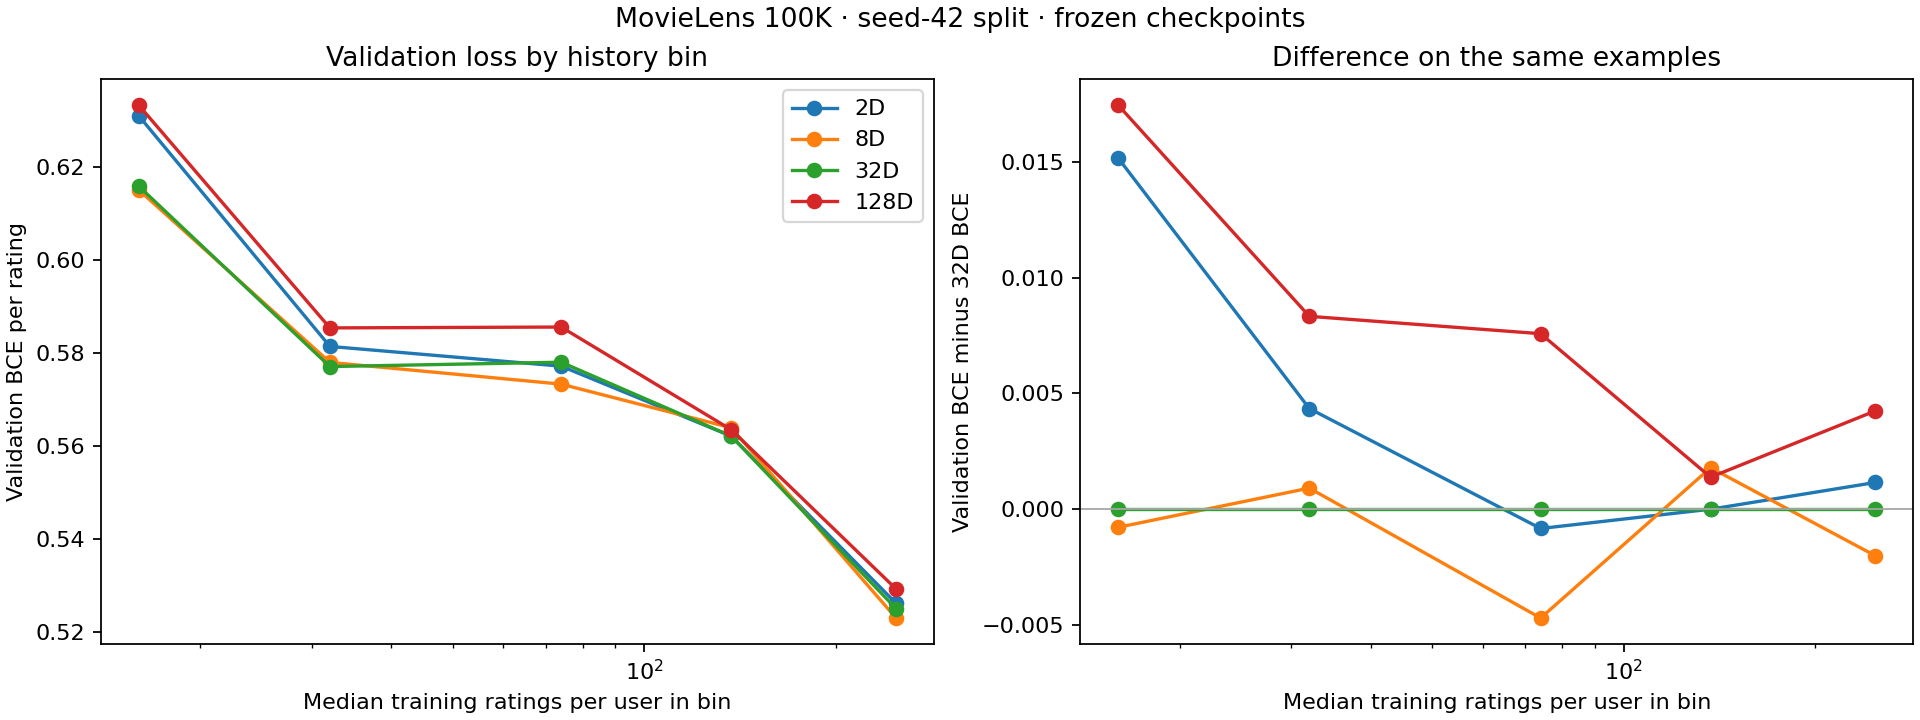 MovieLens 100K · seed-42 split · frozen checkpoints
Validation loss by history bin
Validation BCE per rating
0.62
0.60
0.58
0.56
0.54
0.52
2D
8D
32D
128D
10²
Median training ratings per user in bin
Difference on the same examples
Validation BCE minus 32D BCE
0.015
0.010
0.005
0.000
−0.005
10²
Median training ratings per user in bin